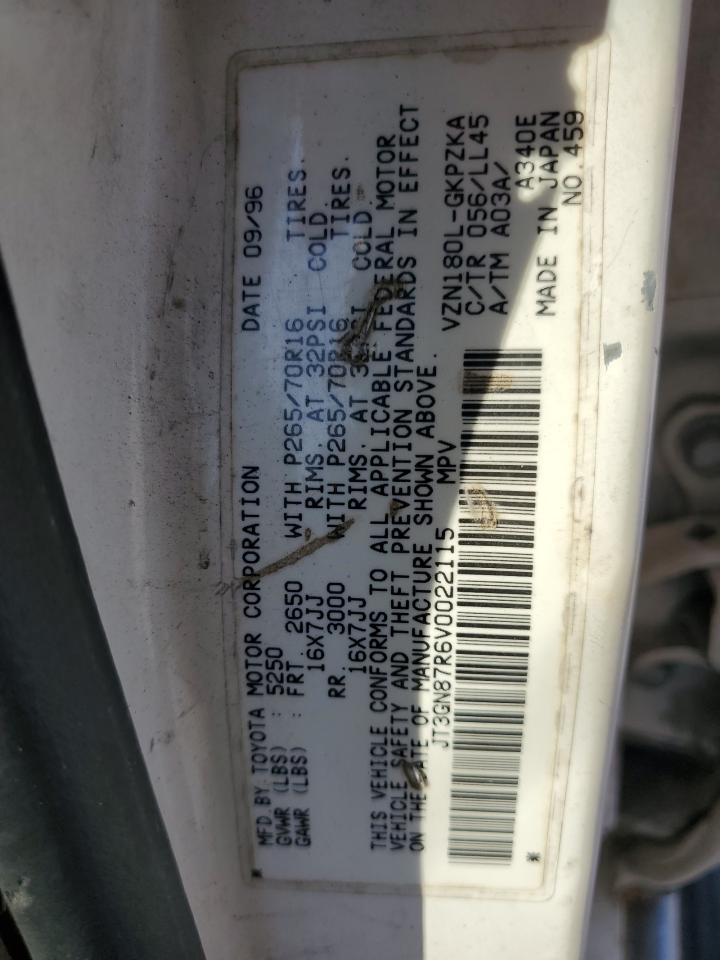 MFD. BY: TOYOTA MOTOR CORPORATION DATE 09/96
GVWR (LBS) : 5250
GAWR (LBS) : FRT. 2650 WITH P265/70R16 TIRES.
16X7JJ RIMS, AT 32PSI COLD.
RR. 3000 WITH P265/70R16 TIRES.
16X7JJ RIMS, AT COLD.
THIS VEHICLE CONFORMS TO ALL APPLICABLE FEDERAL MOTOR
VEHICLE SAFETY AND THEFT PREVENTION STANDARDS IN EFFECT
ON THE DATE OF MANUFACTURE SHOWN ABOVE.
JT3GN87R6V0022115 MPV VZN180L-GKPZKA
C/TR 056/LL45
A/TM A03A/
A340E
MADE IN JAPAN
NO.459